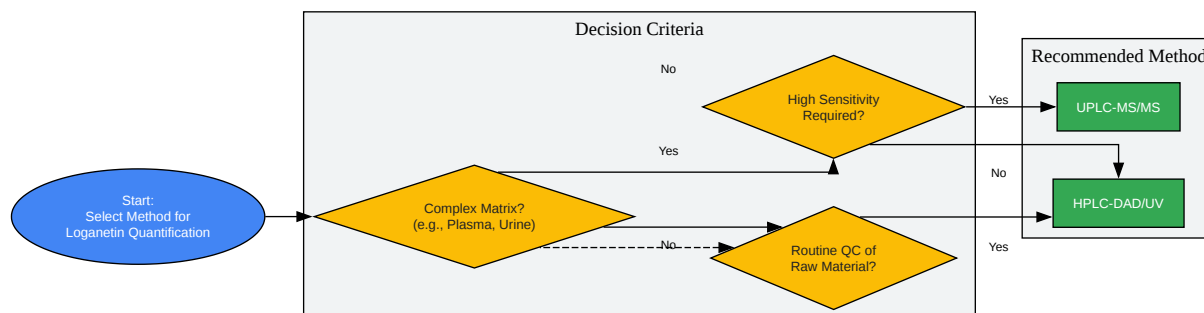 Decision Criteria
Recommended Method
No
High Sensitivity
Required?
Yes
UPLC-MS/MS
Yes
Start:
Select Method for
Loganetin Quantification
Complex Matrix?
(e.g., Plasma, Urine)
No
HPLC-DAD/UV
No
Routine QC of
Raw Material?
Yes